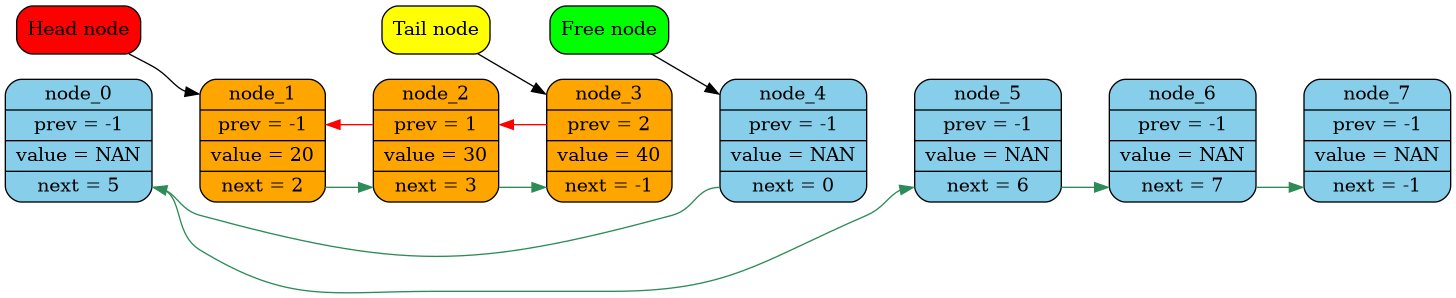 Head node
Tail node
Free node
node_0
prev = -1
value = NAN
next = 5
node_1
prev = -1
value = 20
next = 2
node_2
prev = 1
value = 30
next = 3
node_3
prev = 2
value = 40
next = -1
node_4
prev = -1
value = NAN
next = 0
node_5
prev = -1
value = NAN
next = 6
node_6
prev = -1
value = NAN
next = 7
node_7
prev = -1
value = NAN
next = -1